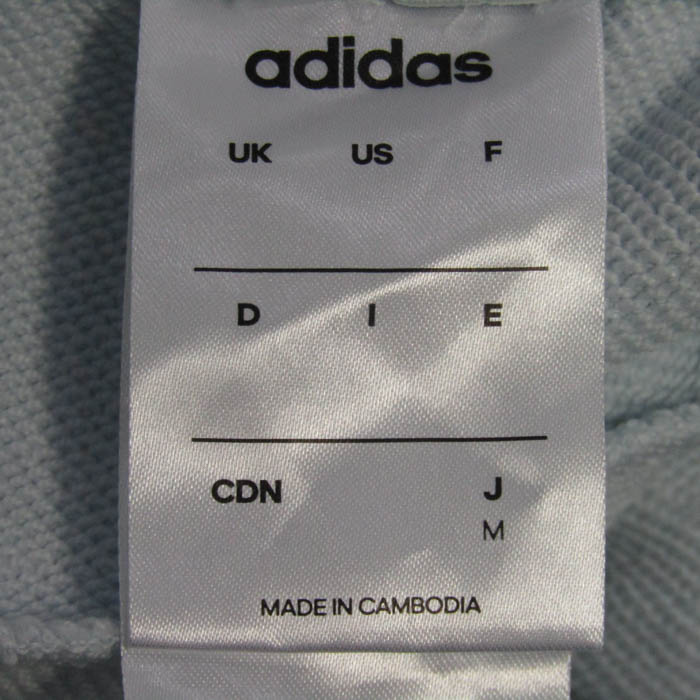 adidas
UK US F
D I E
CDN J
M
MADE IN CAMBODIA